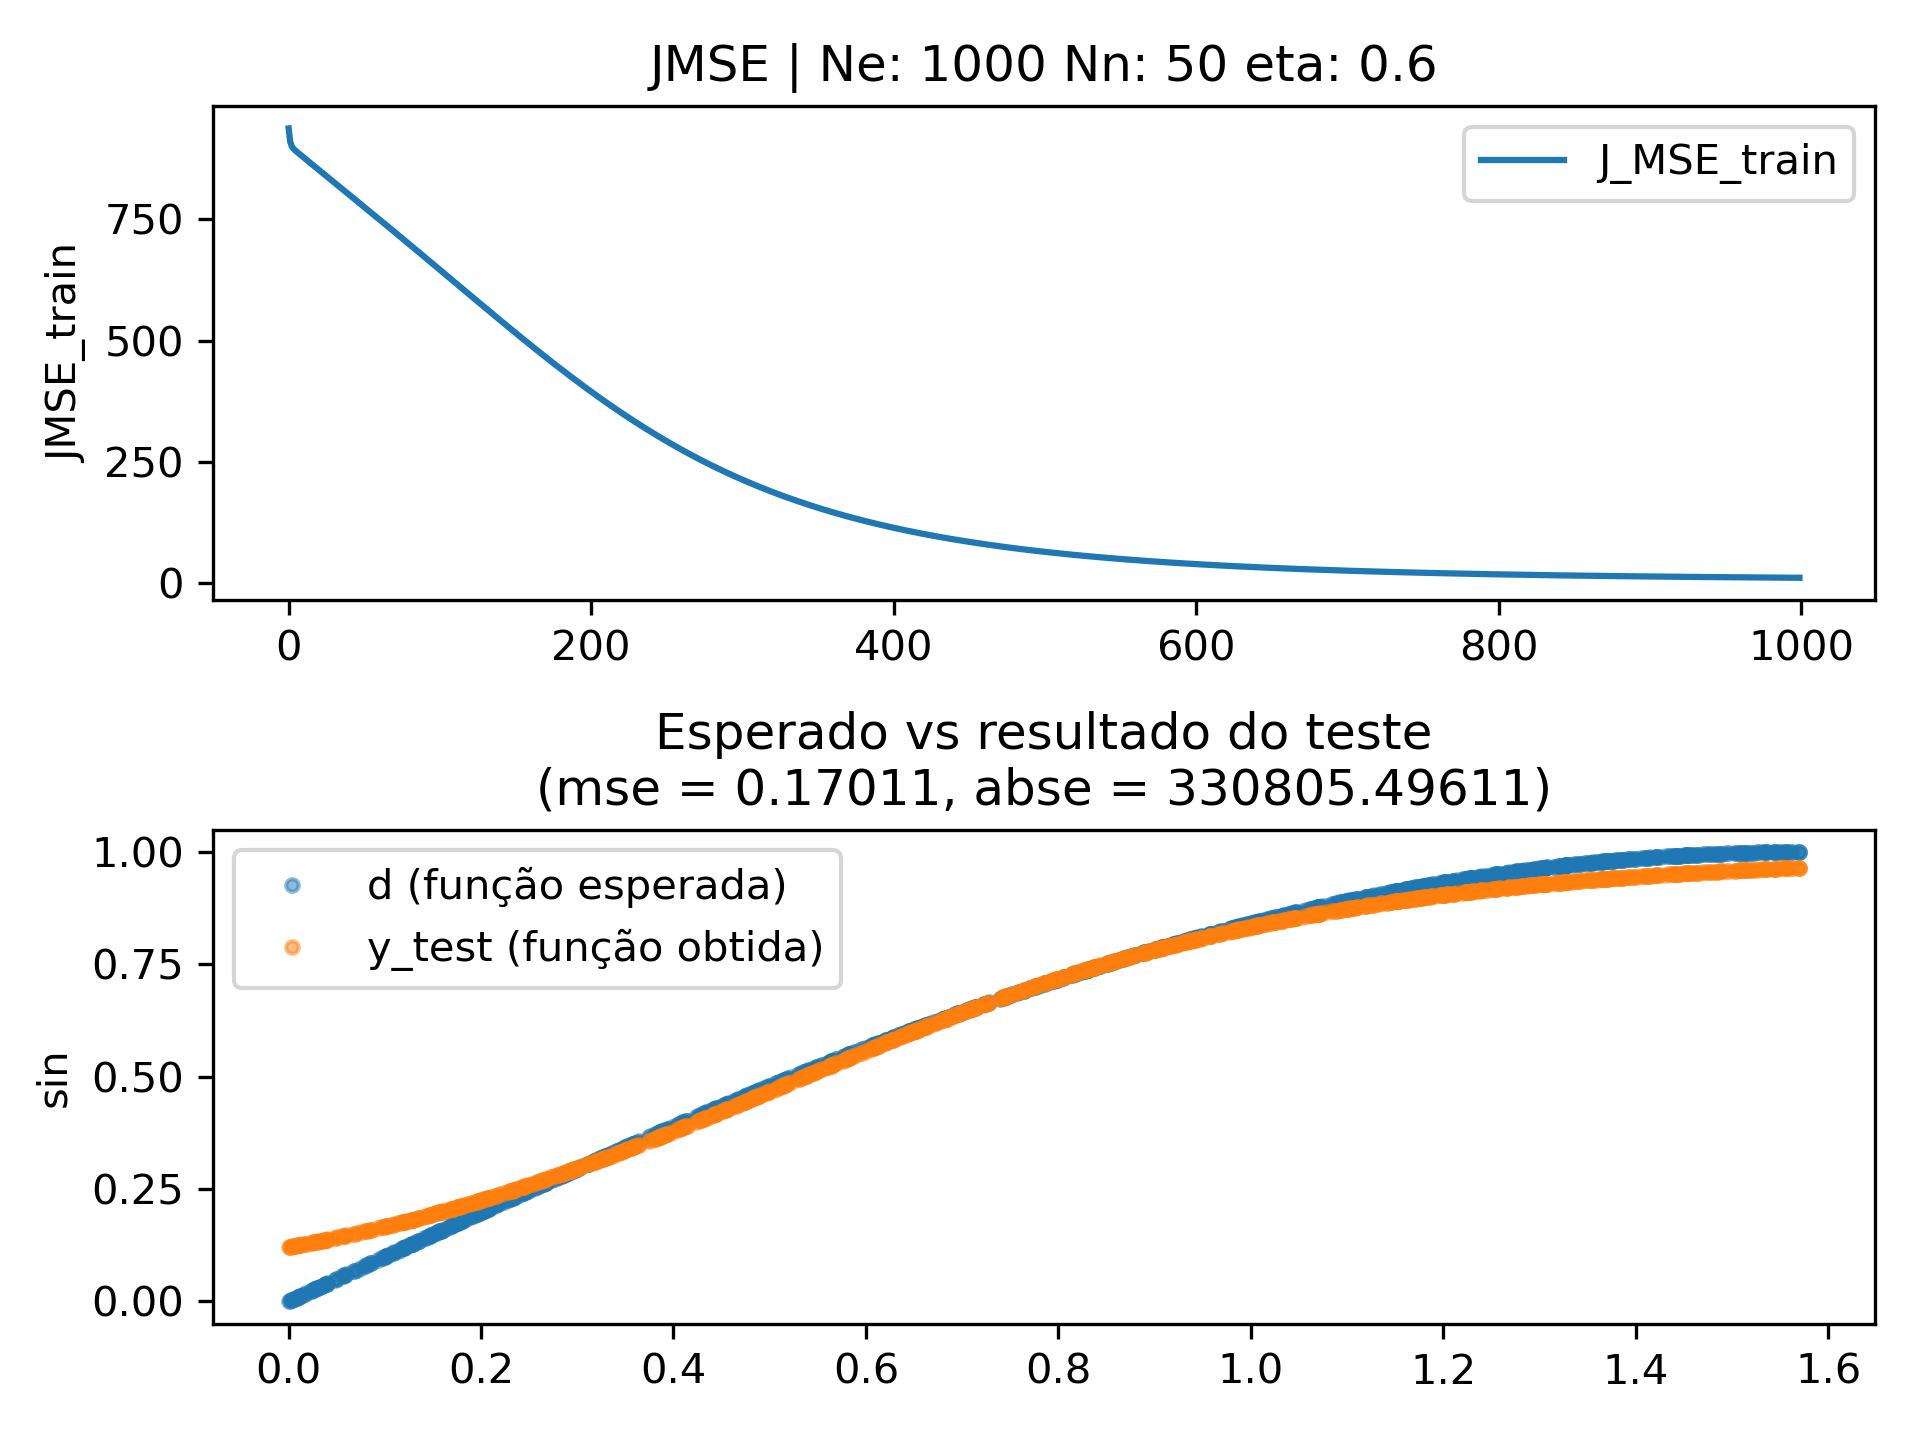 JMSE | Ne: 1000 Nn: 50 eta: 0.6
J_MSE_train
JMSE_train
750
500
250
0
0 200 400 600 800 1000
Esperado vs resultado do teste
(mse = 0.17011, abse = 330805.49611)
d (função esperada)
y_test (função obtida)
sin
1.00
0.75
0.50
0.25
0.00
0.0 0.2 0.4 0.6 0.8 1.0 1.2 1.4 1.6